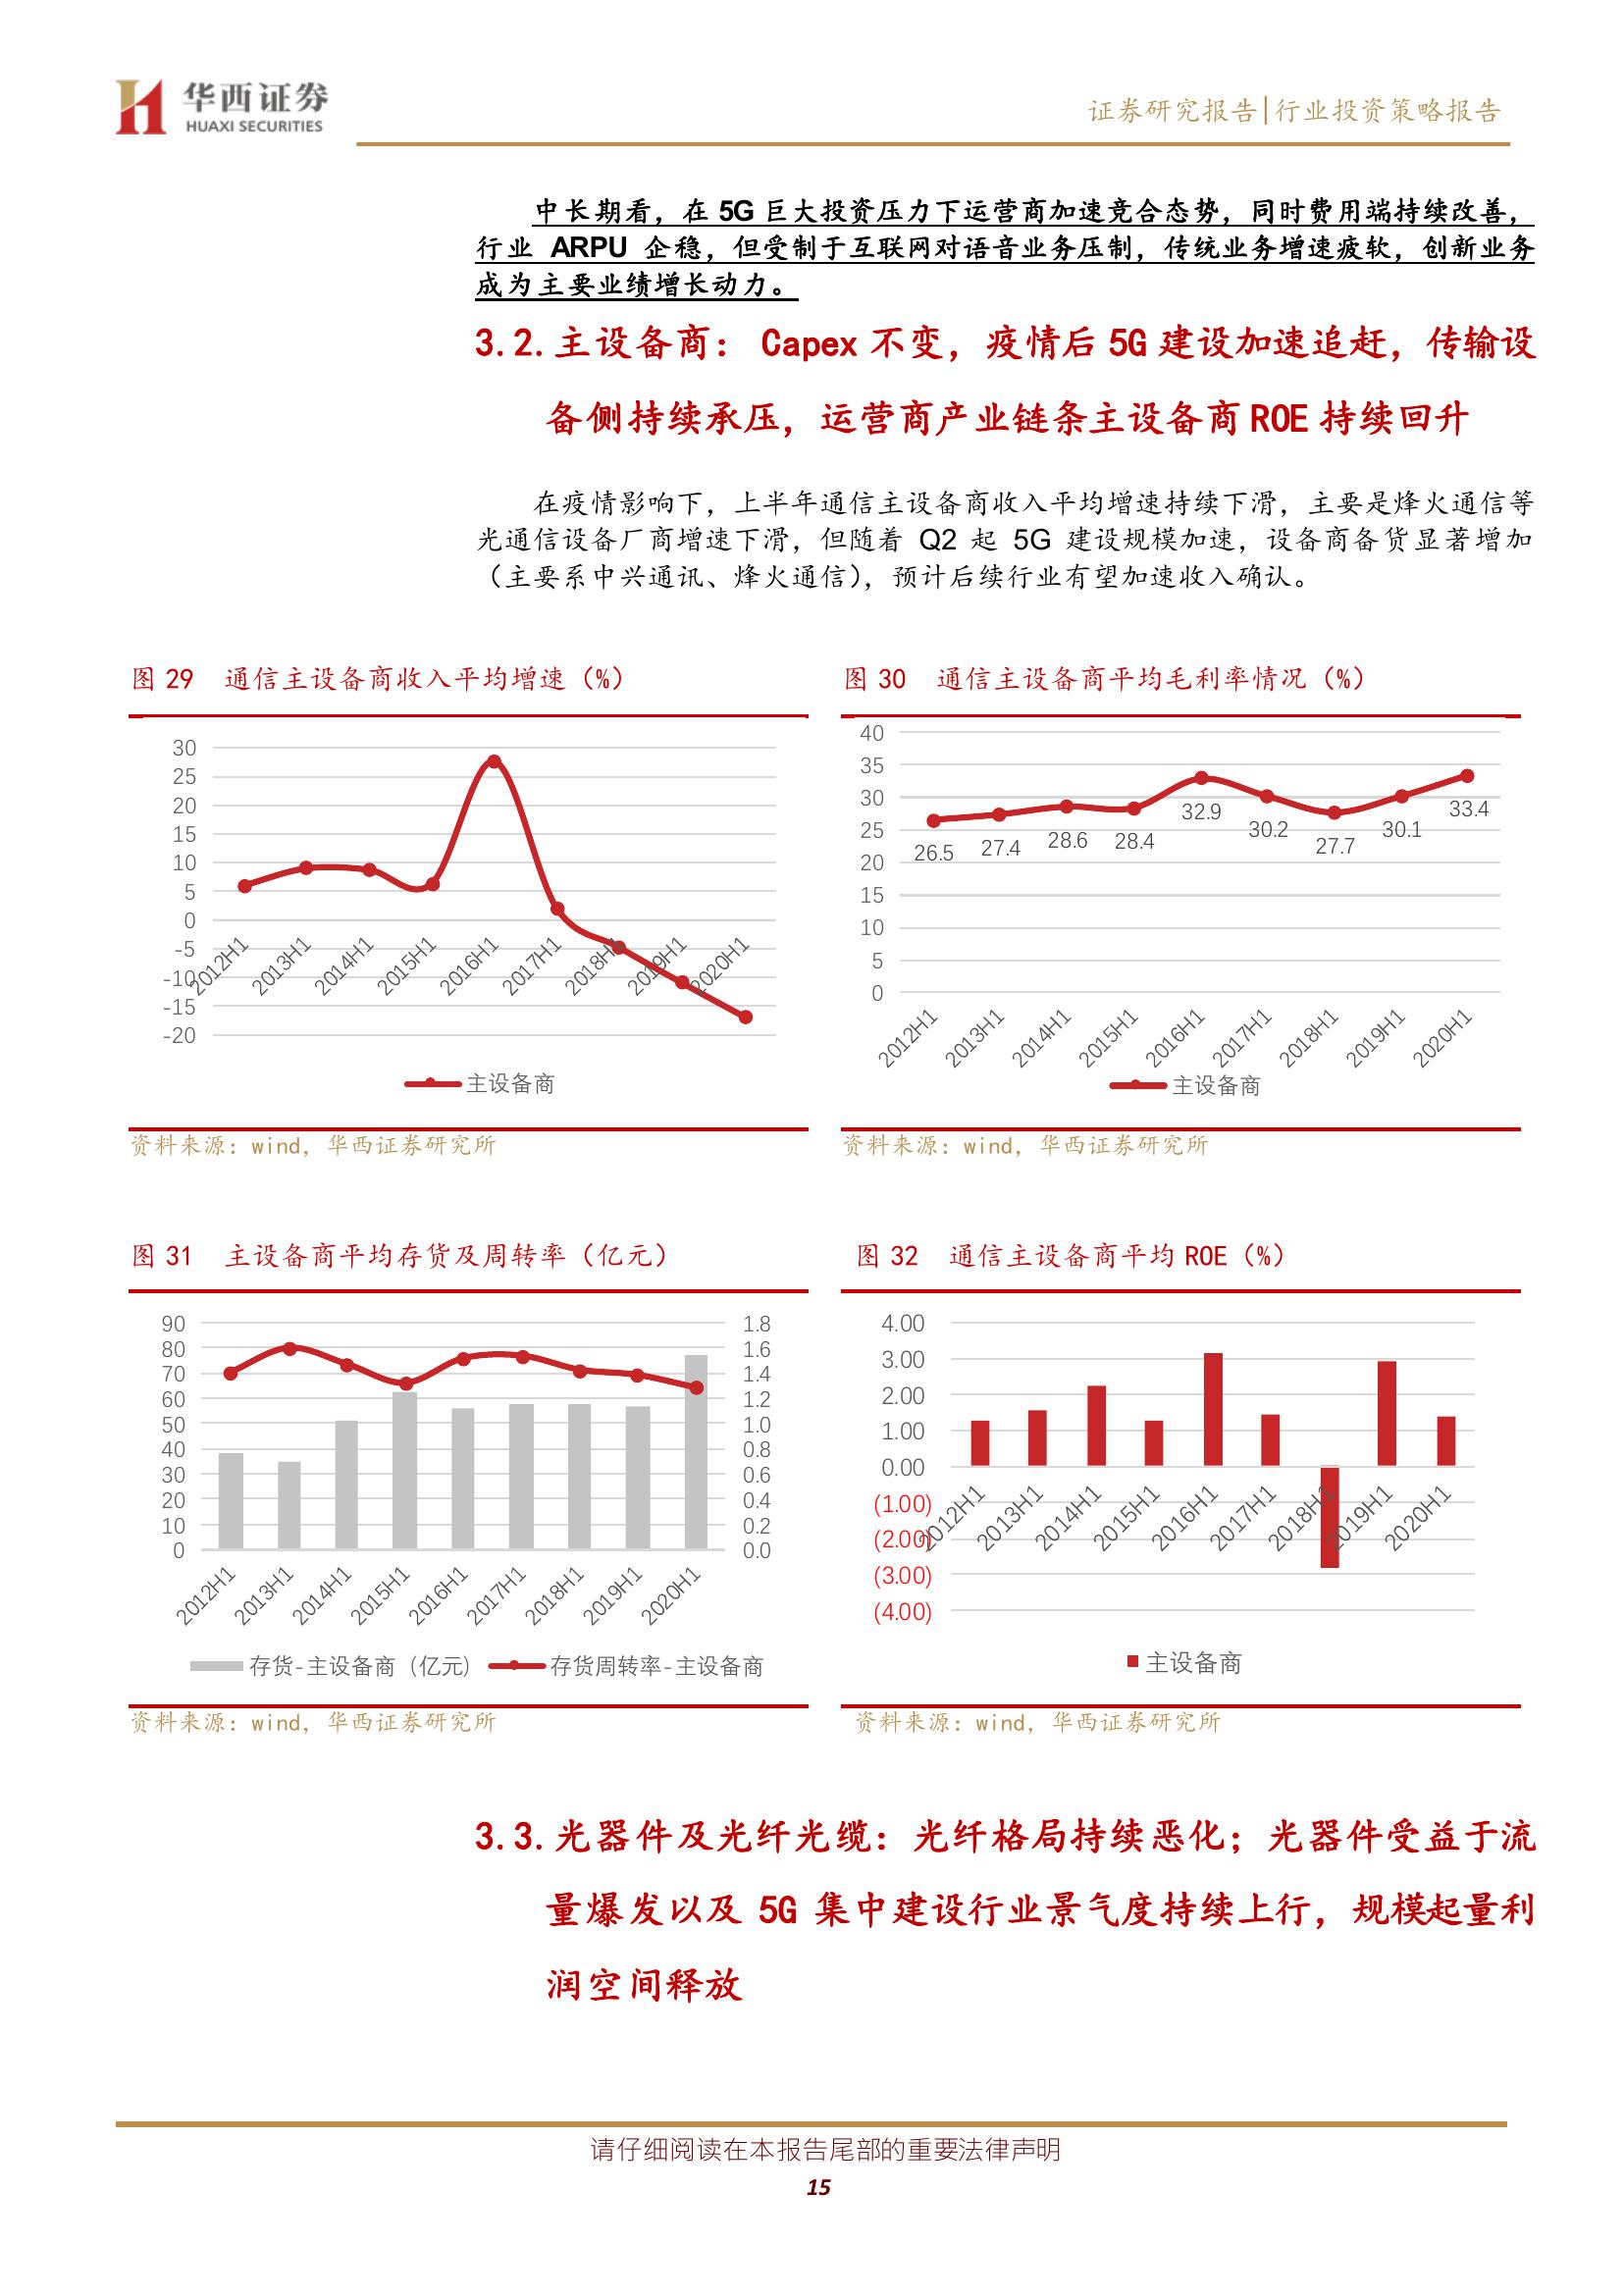 华西证券
HUAXI SECURITIES
证券研究报告|行业投资策略报告
中长期看，在 5G 巨大投资压力下运营商加速竞合态势，同时费用端持续改善，
行业 ARPU 企稳，但受制于互联网对语音业务压制，传统业务增速疲软，创新业务
成为主要业绩增长动力。
3.2.主设备商： Capex 不变，疫情后 5G 建设加速追赶，传输设
备侧持续承压，运营商产业链条主设备商 ROE 持续回升
在疫情影响下，上半年通信主设备商收入平均增速持续下滑，主要是烽火通信等
光通信设备厂商增速下滑，但随着 Q2 起 5G 建设规模加速，设备商备货显著增加
（主要系中兴通讯、烽火通信），预计后续行业有望加速收入确认。
图 29 通信主设备商收入平均增速（%）
30
25
20
15
10
5
0
-5
-10
-15
-20
2012H1 2013H1 2014H1 2015H1 2016H1 2017H1 2018H1 2019H1 2020H1
主设备商
资料来源：wind，华西证券研究所
图 30 通信主设备商平均毛利率情况（%）
40
35
30
25
20
15
10
5
0
26.5 27.4 28.6 28.4 32.9 30.2 27.7 30.1 33.4
2012H1 2013H1 2014H1 2015H1 2016H1 2017H1 2018H1 2019H1 2020H1
主设备商
资料来源：wind，华西证券研究所
图 31 主设备商平均存货及周转率（亿元）
90
80
70
60
50
40
30
20
10
0
1.8
1.6
1.4
1.2
1.0
0.8
0.6
0.4
0.2
0.0
2012H1 2013H1 2014H1 2015H1 2016H1 2017H1 2018H1 2019H1 2020H1
存货-主设备商（亿元） 存货周转率-主设备商
资料来源：wind，华西证券研究所
图 32 通信主设备商平均 ROE（%）
4.00
3.00
2.00
1.00
0.00
(1.00)
(2.00)
(3.00)
(4.00)
2012H1 2013H1 2014H1 2015H1 2016H1 2017H1 2018H1 2019H1 2020H1
主设备商
资料来源：wind，华西证券研究所
3.3.光器件及光纤光缆：光纤格局持续恶化；光器件受益于流
量爆发以及 5G 集中建设行业景气度持续上行，规模起量利
润空间释放
请仔细阅读在本报告尾部的重要法律声明
15